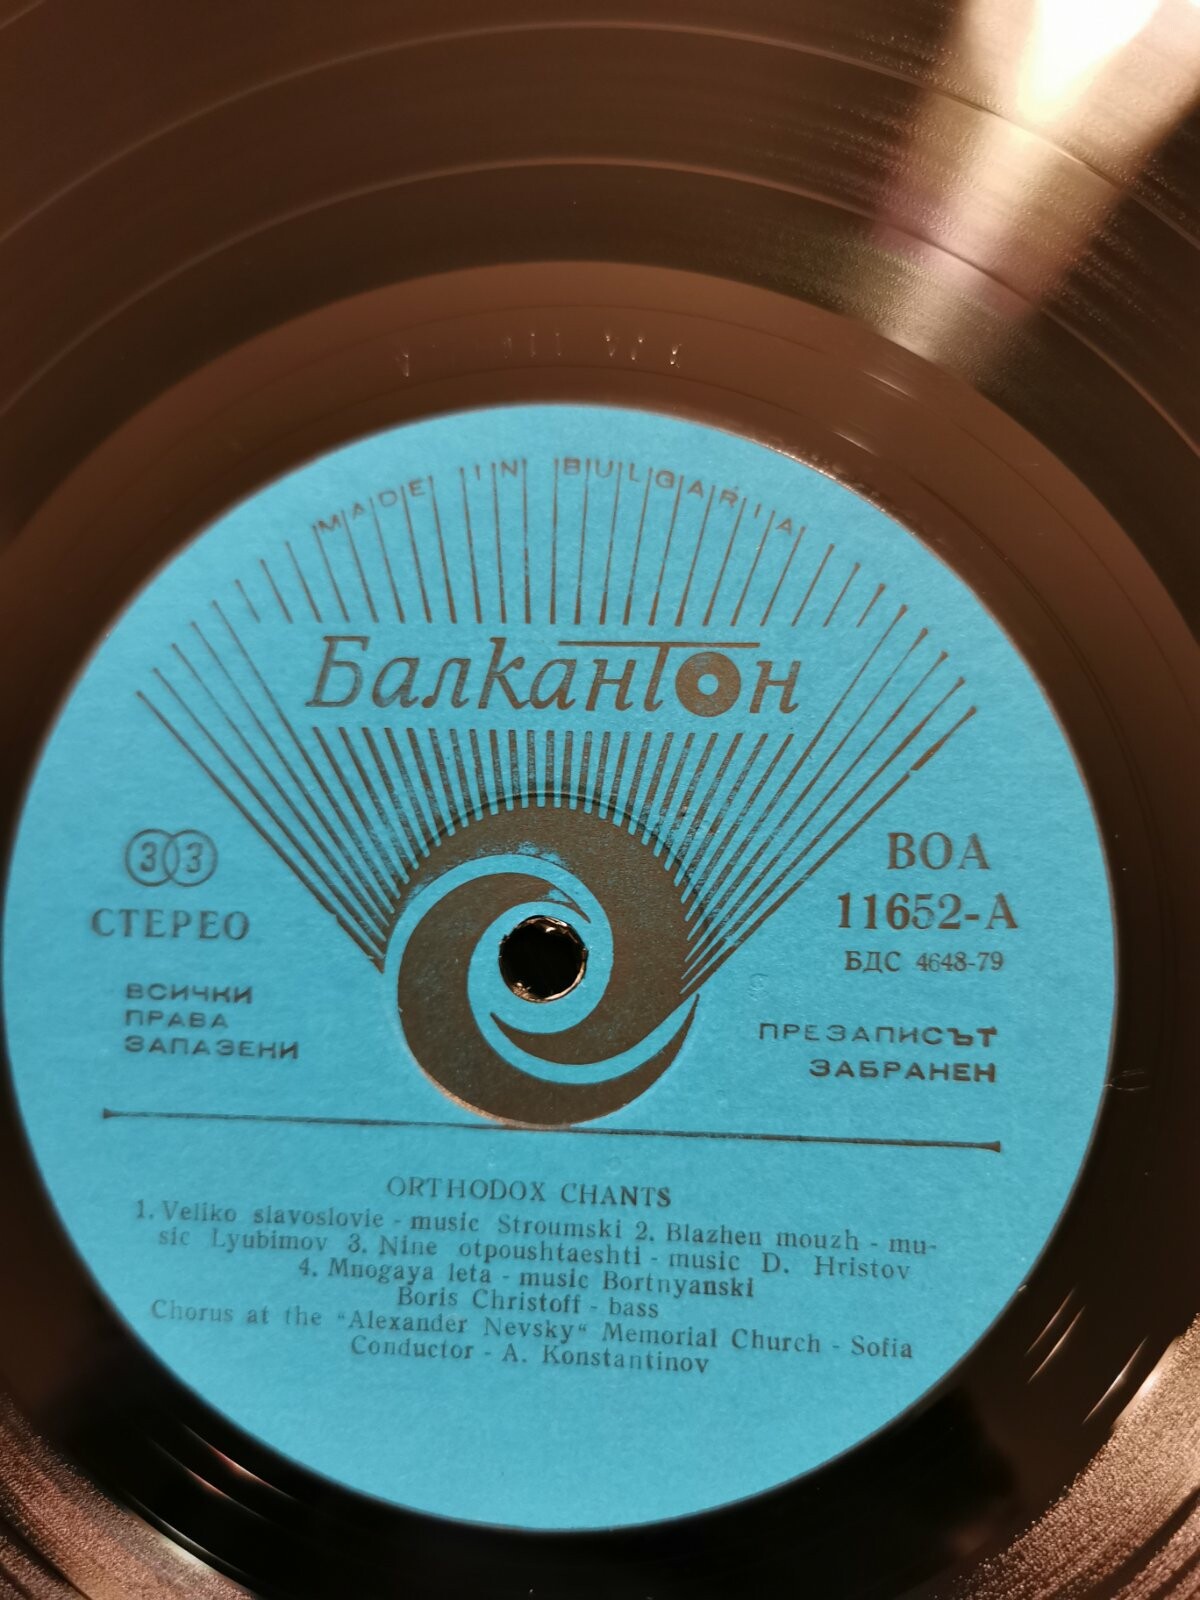 MADE IN BULGARIA
Балкантон
33
СТЕРЕО
ВСИЧКИ
ПРАВА
ЗАПАЗЕНИ
ВОА
11652-А
БДС 4648-79
ПРЕЗАПИСЪТ
ЗАБРАНЕН
ORTHODOX CHANTS
1. Veliko slavoslovie - music Stroumski 2. Blazhen mouzh - mu-
sic Lyubimov 3. Nine otpoushtaeshti - music D. Hristov
4. Mnogaya leta - music Bortnyanski
Boris Christoff - bass
Chorus at the "Alexander Nevsky" Memorial Church - Sofia
Conductor - A. Konstantinov